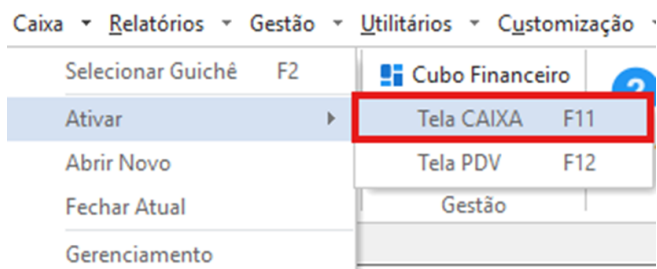 Caixa Relatórios Gestão Utilitários Customização
Selecionar Guichê F2
Cubo Financeiro
Ativar
Tela CAIXA F11
Abrir Novo
Tela PDV F12
Fechar Atual
Gestão
Gerenciamento